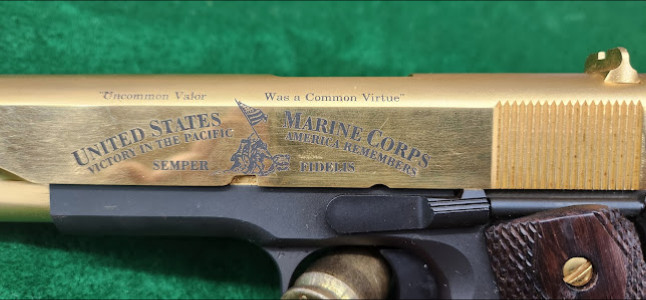 "Uncommon Valor Was a Common Virtue"
UNITED STATES MARINE CORPS
VICTORY IN THE PACIFIC AMERICA REMEMBERS
SEMPER FIDELIS